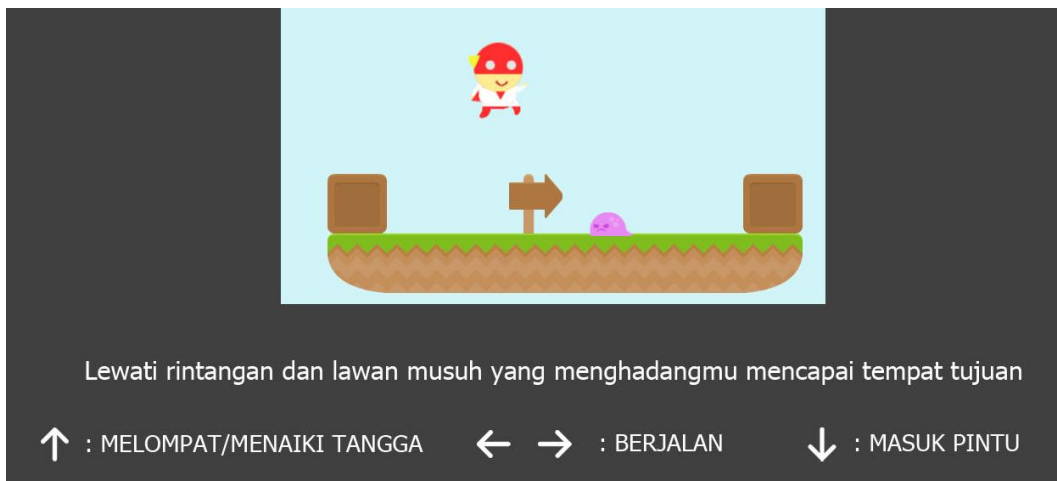 Lewati rintangan dan lawan musuh yang menghadangmu mencapai tempat tujuan
↑ : MELOMPAT/MENAIKI TANGGA ← → : BERJALAN ↓ : MASUK PINTU